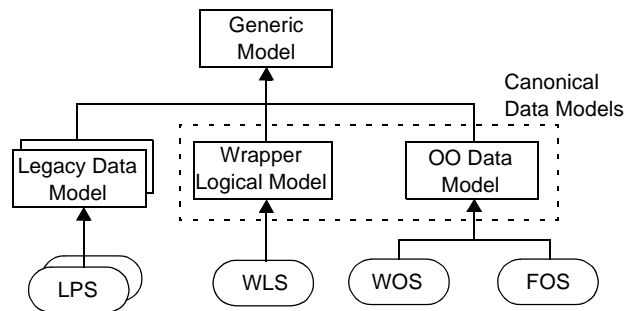 Generic
Model
Canonical
Data Models
Legacy Data
Model
Wrapper
Logical Model
OO Data
Model
LPS
WLS
WOS
FOS